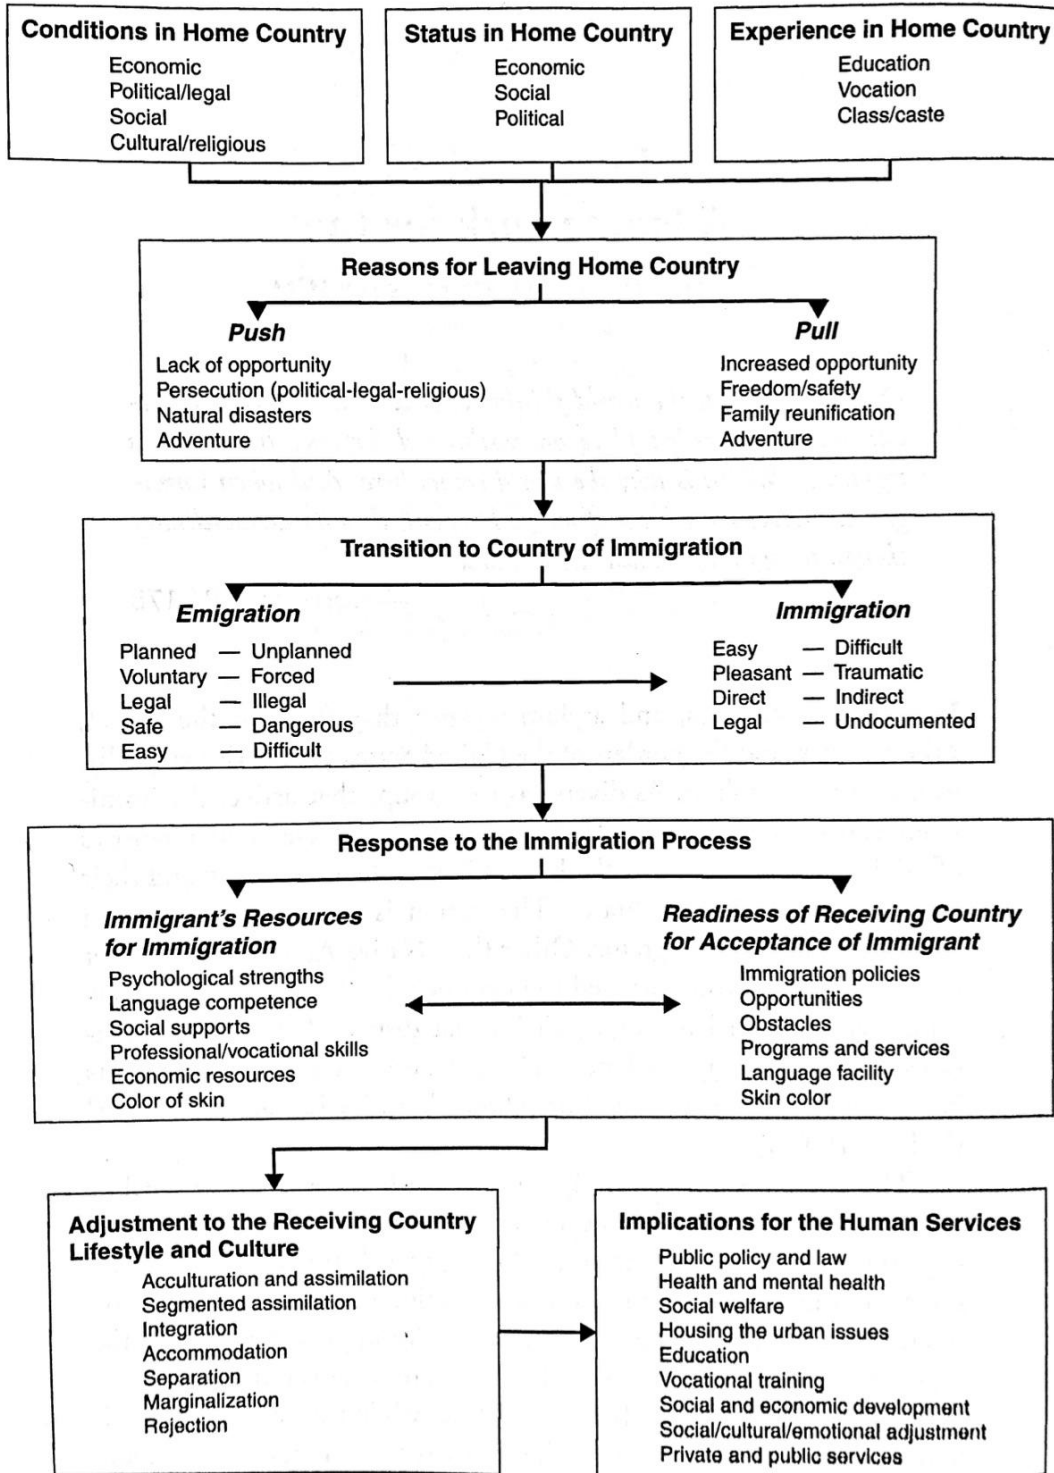 Conditions in Home Country
Economic
Political/legal
Social
Cultural/religious
Status in Home Country
Economic
Social
Political
Experience in Home Country
Education
Vocation
Class/caste
Reasons for Leaving Home Country
Push
Lack of opportunity
Persecution (political-legal-religious)
Natural disasters
Adventure
Pull
Increased opportunity
Freedom/safety
Family reunification
Adventure
Transition to Country of Immigration
Emigration
Planned — Unplanned
Voluntary — Forced
Legal — Illegal
Safe — Dangerous
Easy — Difficult
Immigration
Easy — Difficult
Pleasant — Traumatic
Direct — Indirect
Legal — Undocumented
Response to the Immigration Process
Immigrant's Resources
for Immigration
Psychological strengths
Language competence
Social supports
Professional/vocational skills
Economic resources
Color of skin
Readiness of Receiving Country
for Acceptance of Immigrant
Immigration policies
Opportunities
Obstacles
Programs and services
Language facility
Skin color
Adjustment to the Receiving Country
Lifestyle and Culture
Acculturation and assimilation
Segmented assimilation
Integration
Accommodation
Separation
Marginalization
Rejection
Implications for the Human Services
Public policy and law
Health and mental health
Social welfare
Housing the urban issues
Education
Vocational training
Social and economic development
Social/cultural/emotional adjustment
Private and public services